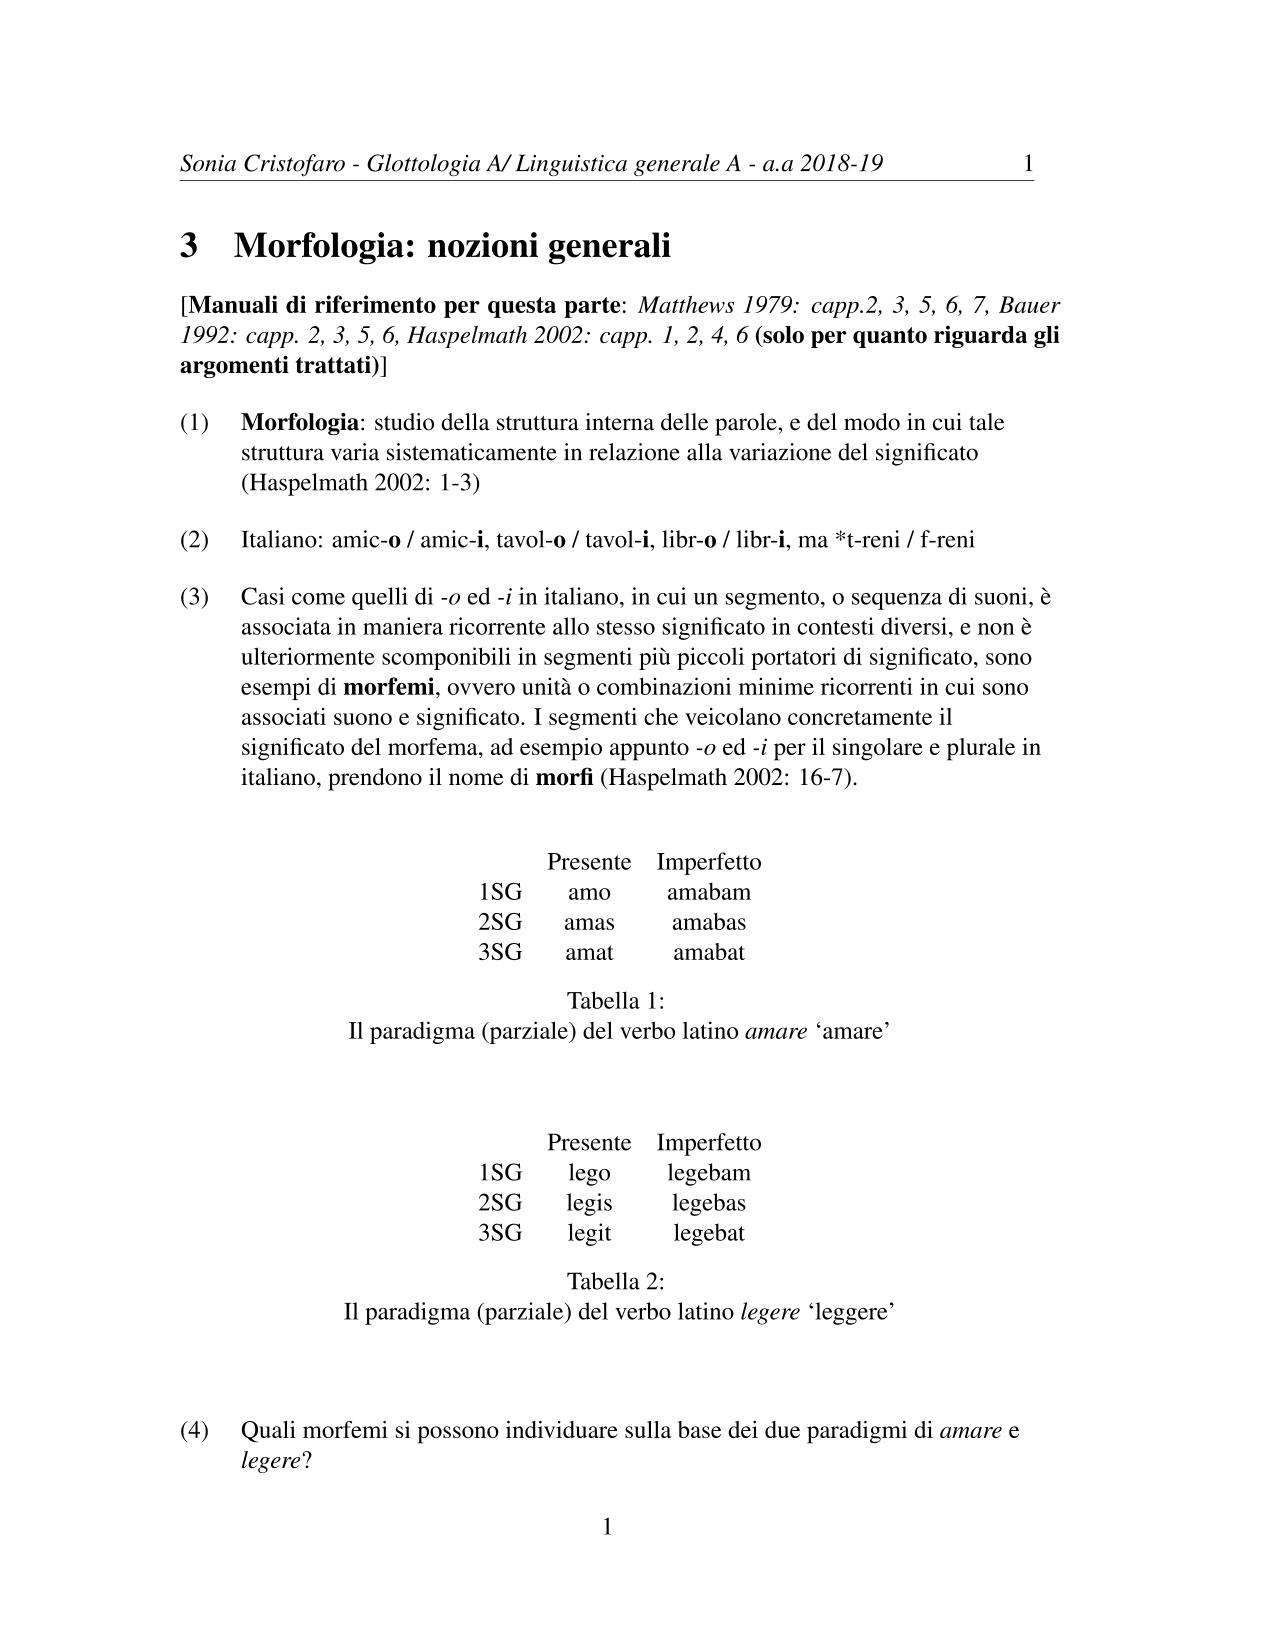 Sonia Cristofaro - Glottologia A/ Linguistica generale A - a.a 2018-19 1
3 Morfologia: nozioni generali
[Manuali di riferimento per questa parte: Matthews 1979: capp.2, 3, 5, 6, 7, Bauer
1992: capp. 2, 3, 5, 6, Haspelmath 2002: capp. 1, 2, 4, 6 (solo per quanto riguarda gli
argomenti trattati)]
(1) Morfologia: studio della struttura interna delle parole, e del modo in cui tale
struttura varia sistematicamente in relazione alla variazione del significato
(Haspelmath 2002: 1-3)
(2) Italiano: amic-o / amic-i, tavol-o / tavol-i, libr-o / libr-i, ma *t-reni / f-reni
(3) Casi come quelli di -o ed -i in italiano, in cui un segmento, o sequenza di suoni, è
associata in maniera ricorrente allo stesso significato in contesti diversi, e non è
ulteriormente scomponibili in segmenti più piccoli portatori di significato, sono
esempi di morfemi, ovvero unità o combinazioni minime ricorrenti in cui sono
associati suono e significato. I segmenti che veicolano concretamente il
significato del morfema, ad esempio appunto -o ed -i per il singolare e plurale in
italiano, prendono il nome di morfi (Haspelmath 2002: 16-7).
Presente Imperfetto
1SG amo amabam
2SG amas amabas
3SG amat amabat
Tabella 1:
Il paradigma (parziale) del verbo latino amare ‘amare’
Presente Imperfetto
1SG lego legebam
2SG legis legebas
3SG legit legebat
Tabella 2:
Il paradigma (parziale) del verbo latino legere ‘leggere’
(4) Quali morfemi si possono individuare sulla base dei due paradigmi di amare e
legere?
1